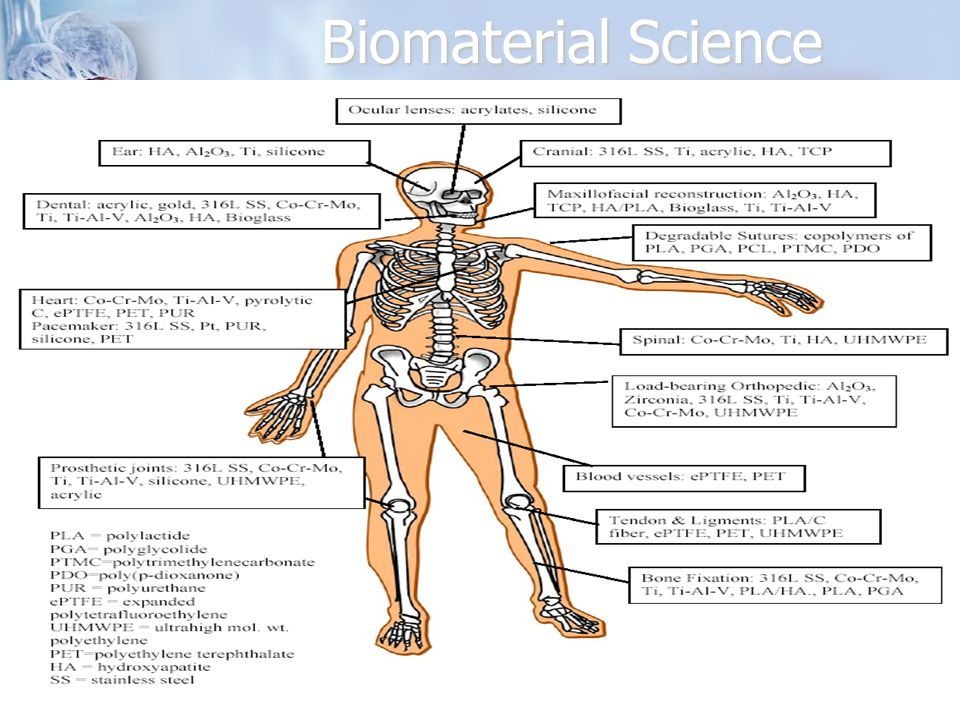 Biomaterial Science
Ocular lenses: acrylates, silicone
Ear: HA, Al₂O₃, Ti, silicone
Cranial: 316L SS, Ti, acrylic, HA, TCP
Dental: acrylic, gold, 316L SS, Co-Cr-Mo,
Ti, Ti-Al-V, Al₂O₃, HA, Bioglass
Maxillofacial reconstruction: Al₂O₃, HA,
TCP, HA/PLA, Bioglass, Ti, Ti-Al-V
Degradable Sutures: copolymers of
PLA, PGA, PCL, PTMC, PDO
Heart: Co-Cr-Mo, Ti-Al-V, pyrolytic
C, ePTFE, PET, PUR
Pacemaker: 316L SS, Pt, PUR,
silicone, PET
Spinal: Co-Cr-Mo, Ti, HA, UHMWPE
Load-bearing Orthopedic: Al₂O₃,
Zirconia, 316L SS, Ti, Ti-Al-V,
Co-Cr-Mo, UHMWPE
Prosthetic joints: 316L SS, Co-Cr-Mo,
Ti, Ti-Al-V, silicone, UHMWPE,
acrylic
Blood vessels: ePTFE, PET
Tendon & Ligments: PLA/C
fiber, ePTFE, PET, UHMWPE
Bone Fixation: 316L SS, Co-Cr-Mo,
Ti, Ti-Al-V, PLA/HA., PLA, PGA
PLA = polylactide
PGA= polyglycolide
PTMC=polytrimethylenecarbonate
PDO=poly(p-dioxanone)
PUR = polyurethane
ePTFE = expanded
polytetrafluoroethylene
UHMWPE = ultrahigh mol. wt.
polyethylene
PET=polyethylene terephthalate
HA = hydroxyapatite
SS = stainless steel